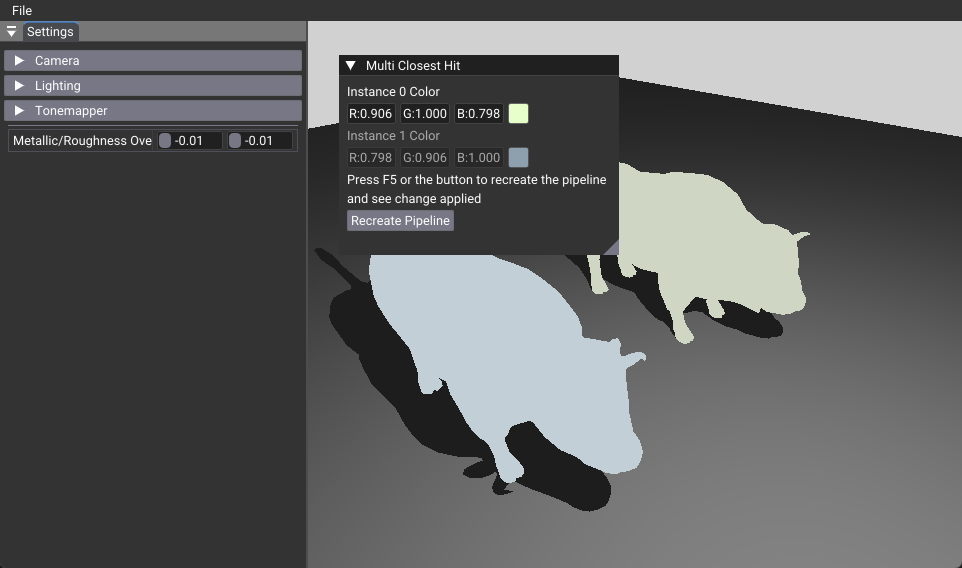 File
Settings
Camera
Lighting
Tonemapper
Metallic/Roughness Ove -0.01 -0.01
Multi Closest Hit
Instance 0 Color
R:0.906 G:1.000 B:0.798
Instance 1 Color
R:0.798 G:0.906 B:1.000
Press F5 or the button to recreate the pipeline
and see change applied
Recreate Pipeline